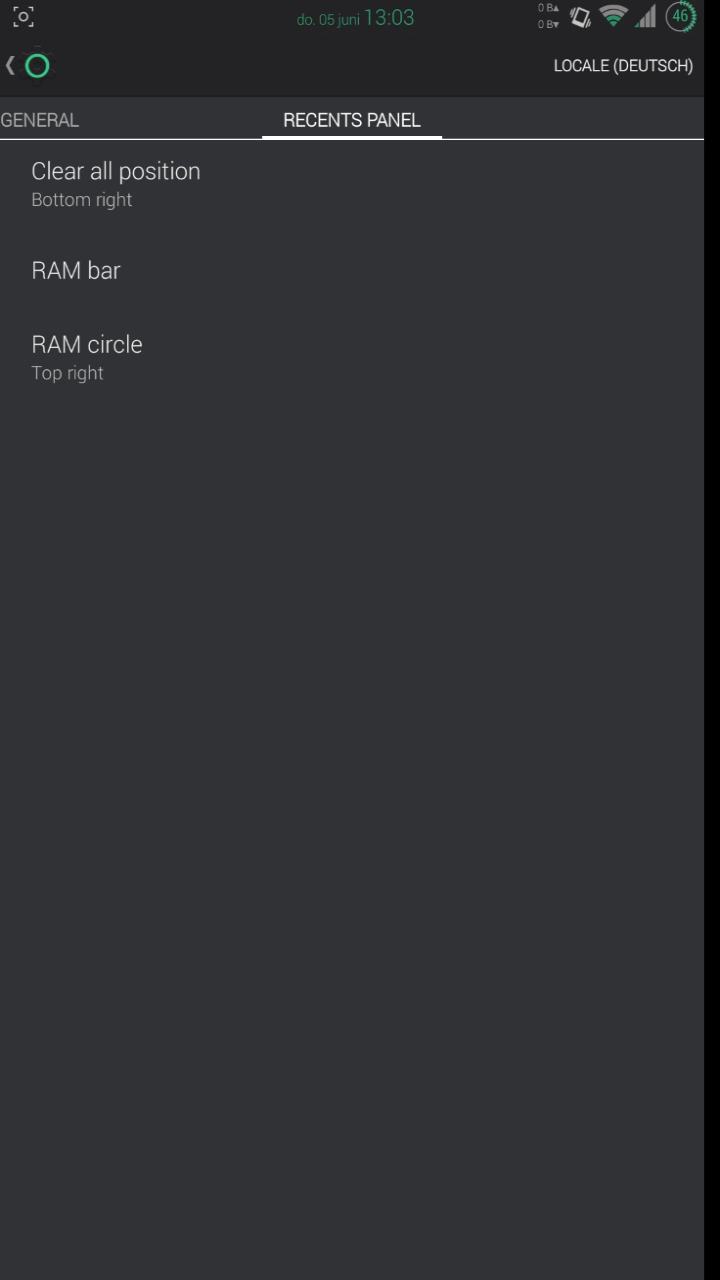 do. 05 juni 13:03
0 B▲
0 B▼
46
LOCALE (DEUTSCH)
GENERAL
RECENTS PANEL
Clear all position
Bottom right
RAM bar
RAM circle
Top right